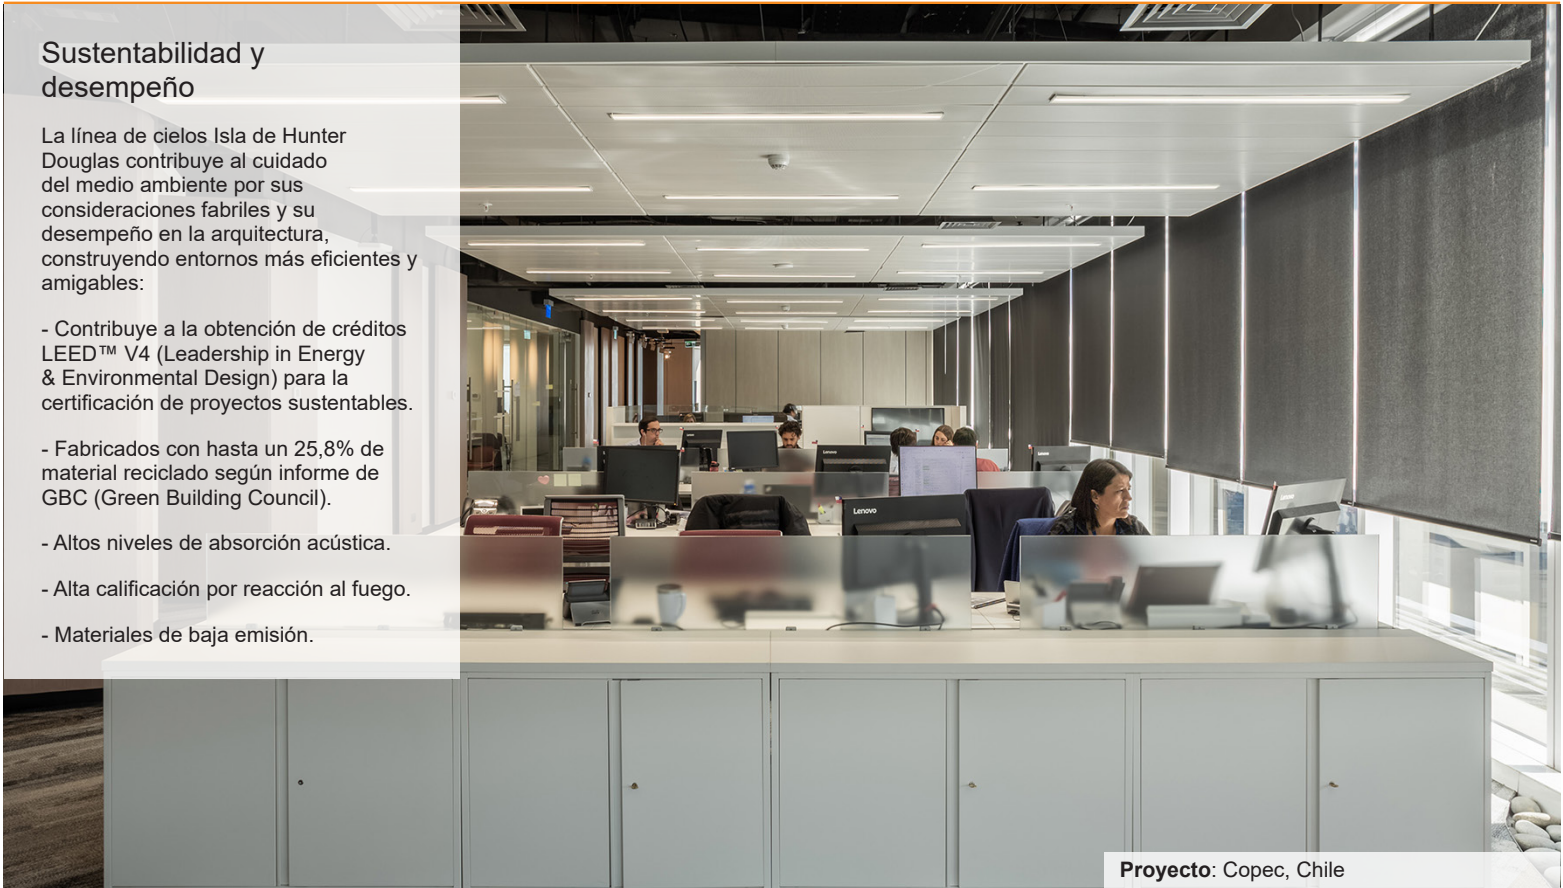 Sustentabilidad y
desempeño
La línea de cielos Isla de Hunter
Douglas contribuye al cuidado
del medio ambiente por sus
consideraciones fabriles y su
desempeño en la arquitectura,
construyendo entornos más eficientes y
amigables:
- Contribuye a la obtención de créditos
LEED™ V4 (Leadership in Energy
& Environmental Design) para la
certificación de proyectos sustentables.
- Fabricados con hasta un 25,8% de
material reciclado según informe de
GBC (Green Building Council).
- Altos niveles de absorción acústica.
- Alta calificación por reacción al fuego.
- Materiales de baja emisión.
Lenovo
Lenovo
Lenovo
Proyecto: Copec, Chile